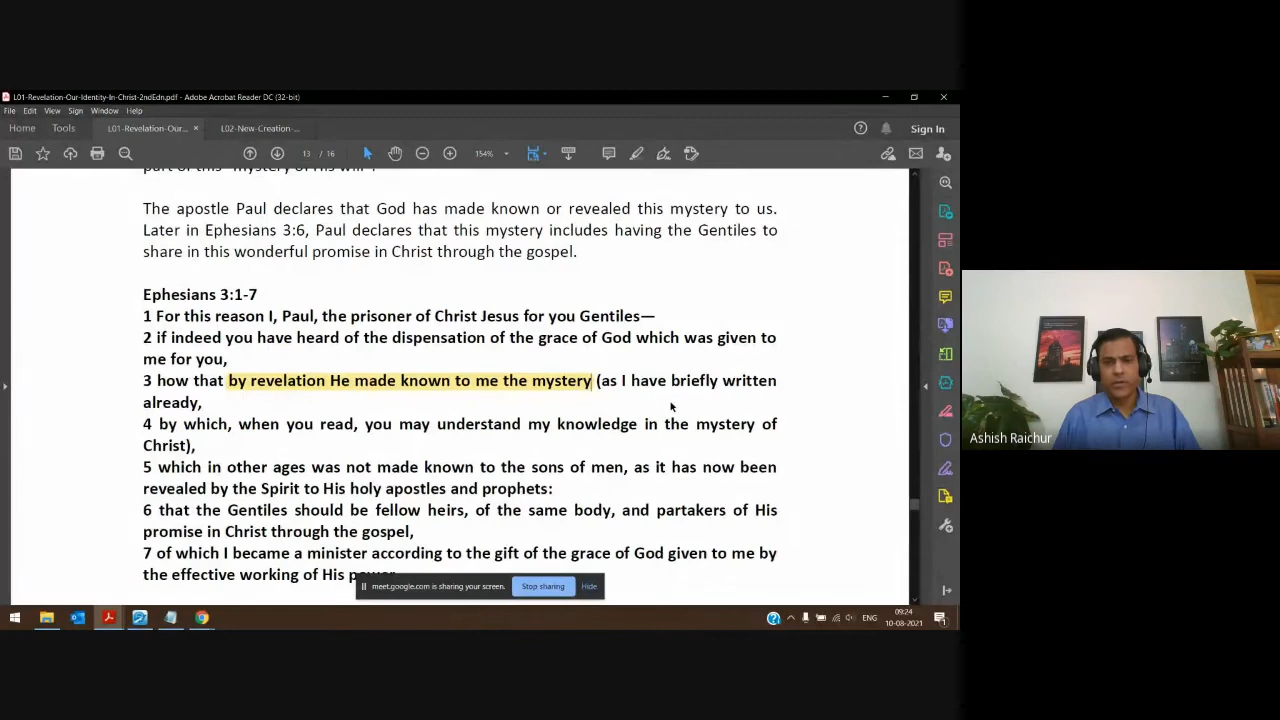 L01-Revelation-Our-Identity-In-Christ-2ndEdn.pdf - Adobe Acrobat Reader DC (32-bit)
File Edit View Sign Window Help
Home Tools L01-Revelation-Our... × L02-New-Creation-... Sign In
13 / 16 154%
part of this "mystery of His will".
The apostle Paul declares that God has made known or revealed this mystery to us.
Later in Ephesians 3:6, Paul declares that this mystery includes having the Gentiles to
share in this wonderful promise in Christ through the gospel.
Ephesians 3:1-7
1 For this reason I, Paul, the prisoner of Christ Jesus for you Gentiles—
2 if indeed you have heard of the dispensation of the grace of God which was given to
me for you,
3 how that by revelation He made known to me the mystery (as I have briefly written
already,
4 by which, when you read, you may understand my knowledge in the mystery of
Christ),
5 which in other ages was not made known to the sons of men, as it has now been
revealed by the Spirit to His holy apostles and prophets:
6 that the Gentiles should be fellow heirs, of the same body, and partakers of His
promise in Christ through the gospel,
7 of which I became a minister according to the gift of the grace of God given to me by
the effective working of His
meet.google.com is sharing your screen. Stop sharing Hide
ENG
09:24
10-08-2021
Ashish Raichur